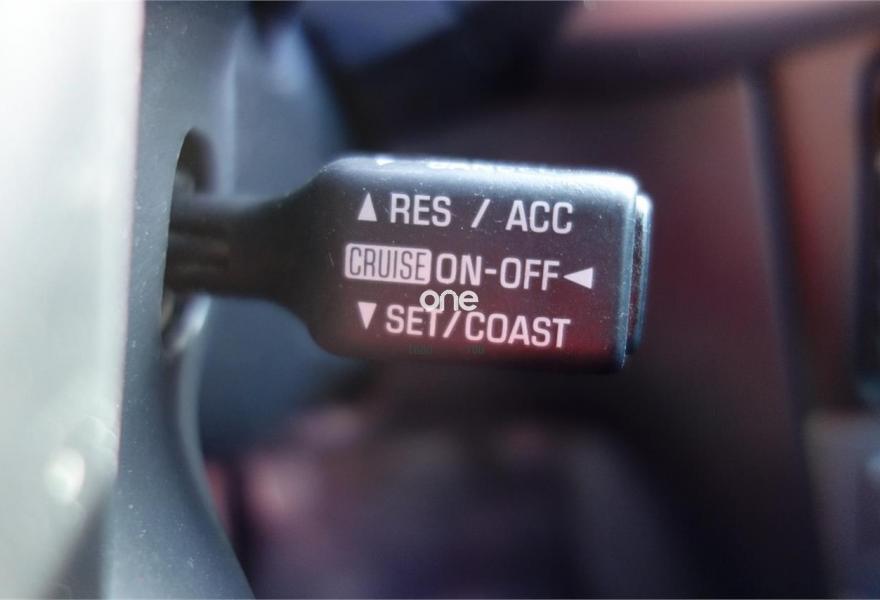 ▲ RES / ACC
CRUISE ON-OFF ◄
one
▼ SET/COAST